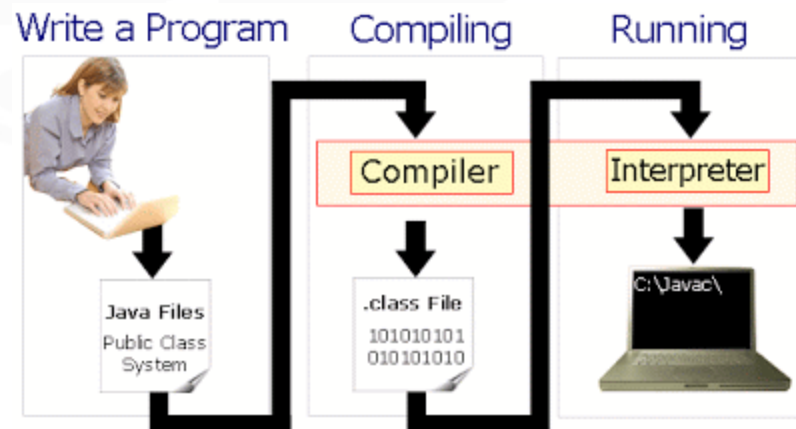 Write a Program
Compiling
Running
Compiler
Interpreter
Java Files
Public Class
System
.class File
101010101
010101010
C:\Javac\